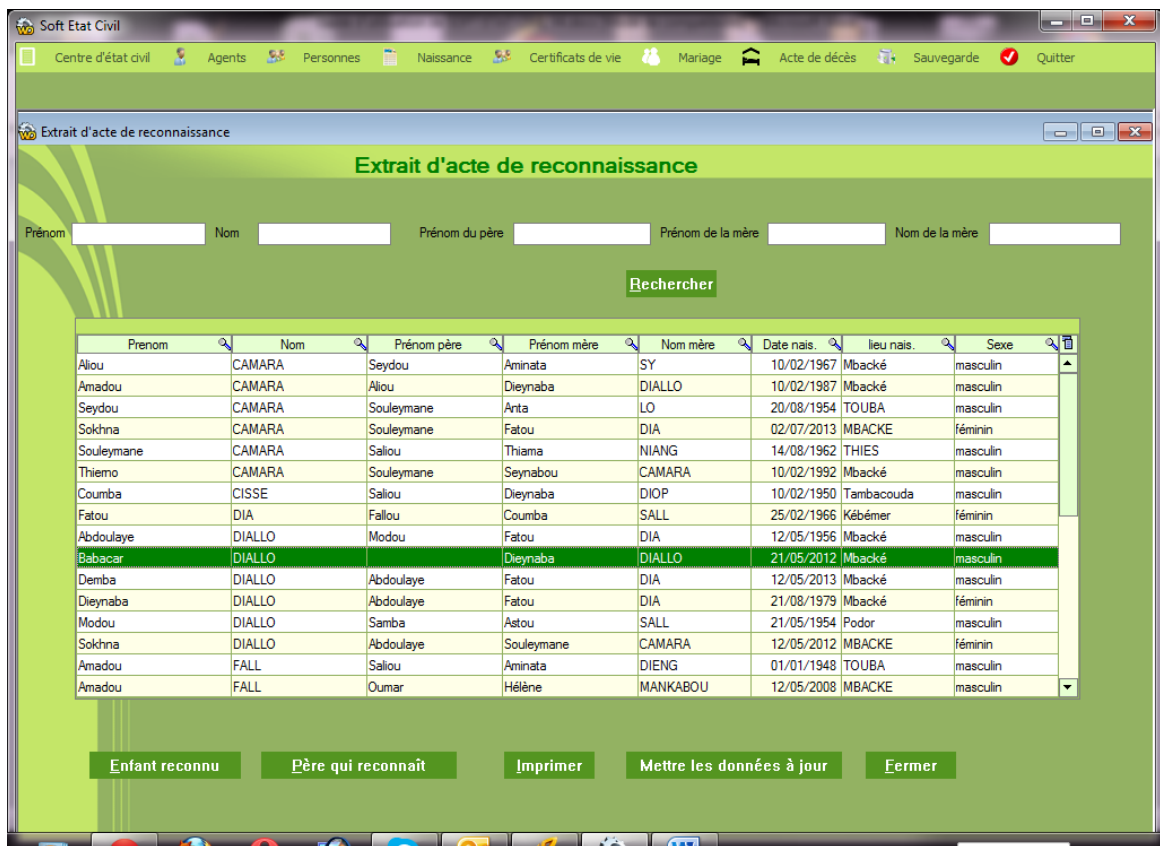 Soft Etat Civil
Centre d'état civil Agents Personnes Naissance Certificats de vie Mariage Acte de décès Sauvegarde Quitter
Extrait d'acte de reconnaissance
Extrait d'acte de reconnaissance
Prénom Nom Prénom du père Prénom de la mère Nom de la mère
Rechercher
Prenom Nom Prénom père Prénom mère Nom mère Date nais. lieu nais. Sexe
Aliou CAMARA Seydou Aminata SY 10/02/1967 Mbacké masculin
Amadou CAMARA Aliou Dieynaba DIALLO 10/02/1987 Mbacké masculin
Seydou CAMARA Souleymane Anta LO 20/08/1954 TOUBA masculin
Sokhna CAMARA Souleymane Fatou DIA 02/07/2013 MBACKE féminin
Souleymane CAMARA Saliou Thiama NIANG 14/08/1962 THIES masculin
Thierno CAMARA Souleymane Seynabou CAMARA 10/02/1992 Mbacké masculin
Coumba CISSE Saliou Dieynaba DIOP 10/02/1950 Tambacouda masculin
Fatou DIA Fallou Coumba SALL 25/02/1966 Kébémer féminin
Abdoulaye DIALLO Modou Fatou DIA 12/05/1956 Mbacké masculin
Babacar DIALLO Dieynaba DIALLO 21/05/2012 Mbacké masculin
Demba DIALLO Abdoulaye Fatou DIA 12/05/2013 Mbacké masculin
Dieynaba DIALLO Abdoulaye Fatou DIA 21/08/1979 Mbacké féminin
Modou DIALLO Samba Astou SALL 21/05/1954 Podor masculin
Sokhna DIALLO Abdoulaye Souleymane CAMARA 12/05/2012 MBACKE féminin
Amadou FALL Saliou Aminata DIENG 01/01/1948 TOUBA masculin
Amadou FALL Oumar Hélène MANKABOU 12/05/2008 MBACKE masculin
Enfant reconnu Père qui reconnaît Imprimer Mettre les données à jour Fermer